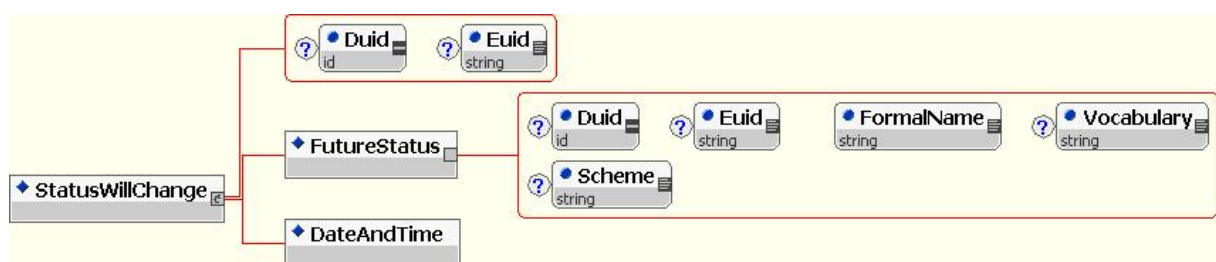 ? Duid ? Euid
id string
FutureStatus
? Duid ? Euid FormalName ? Vocabulary
id string string string
? Scheme
string
StatusWillChange c
DateAndTime